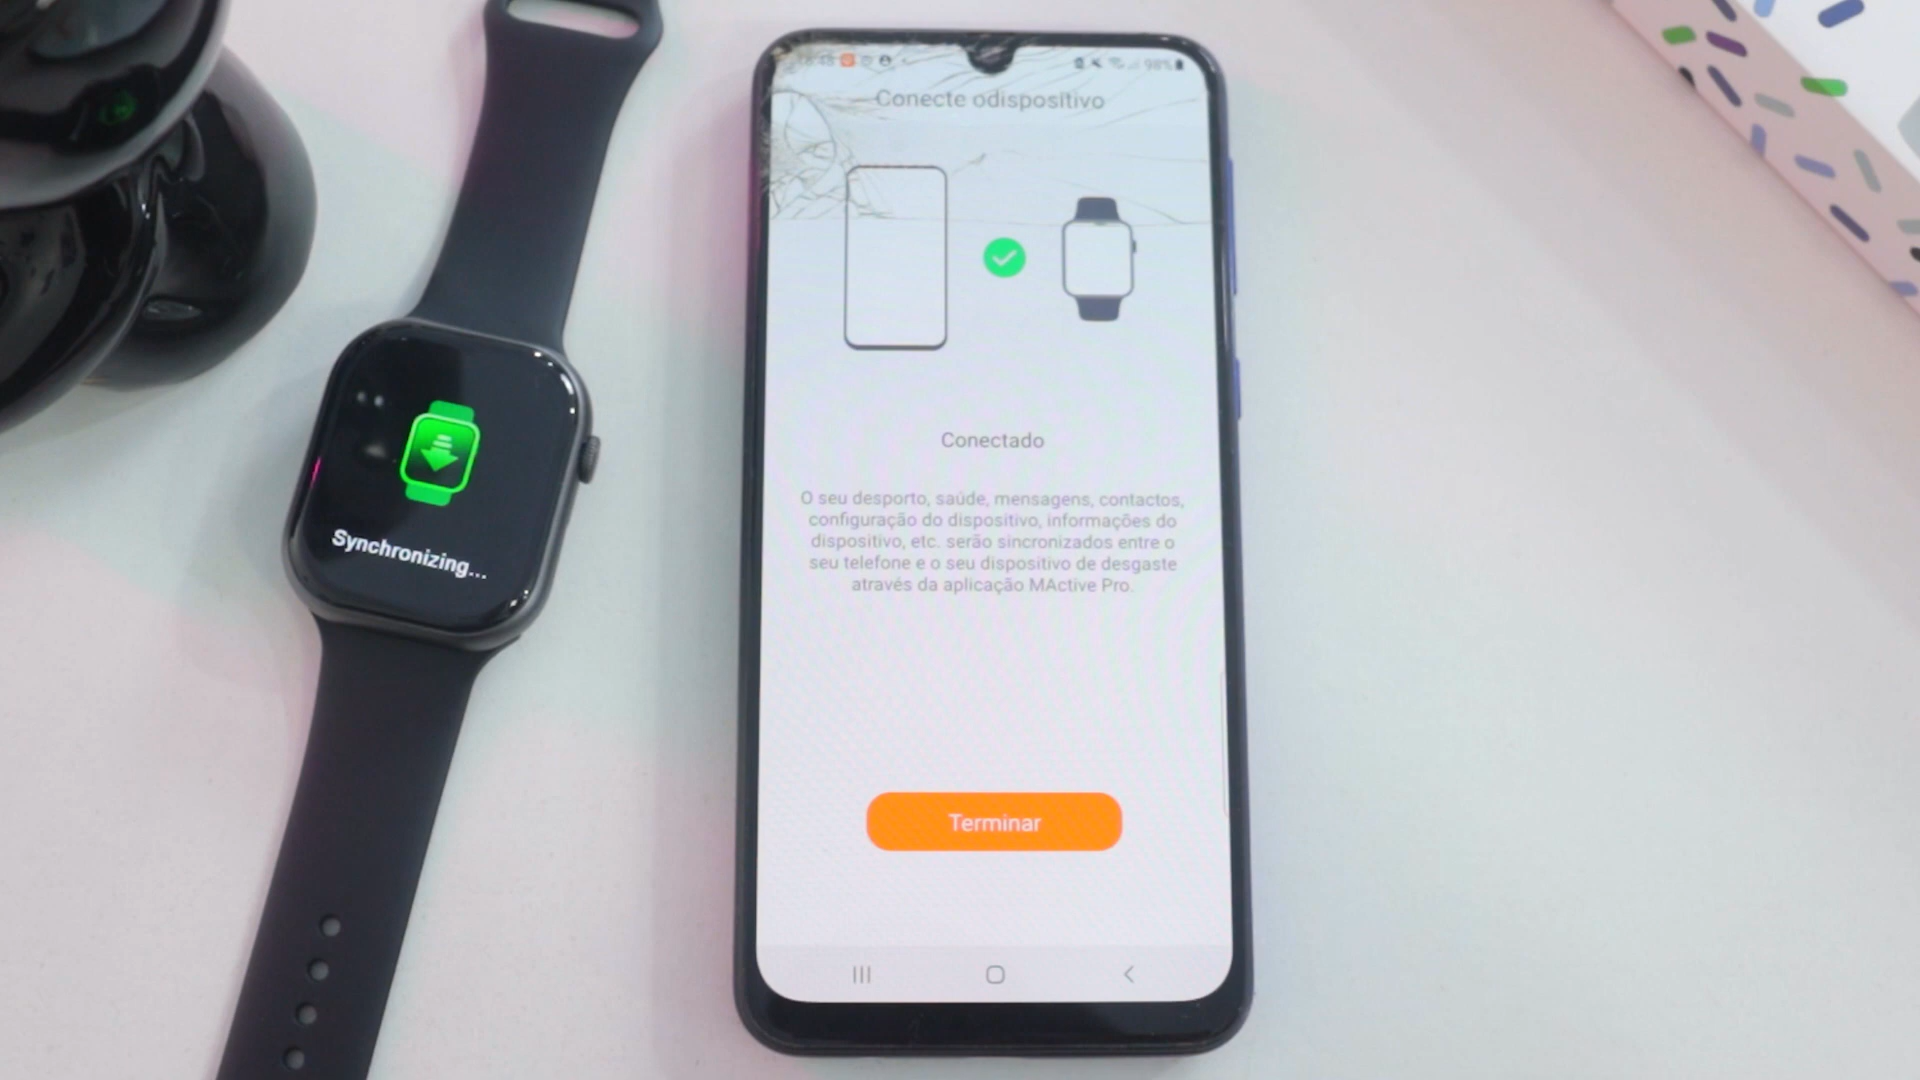 98%
Conecte odispositivo
Conectado
O seu desporto, saúde, mensagens, contactos,
configuração do dispositivo, informações do
dispositivo, etc. serão sincronizados entre o
seu telefone e o seu dispositivo de desgaste
através da aplicação MActive Pro.
Terminar
Synchronizing...